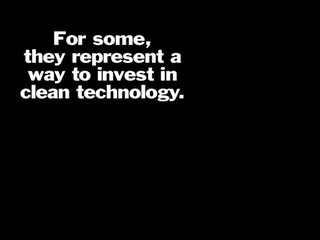 For some,
they represent a
way to invest in
clean technology.